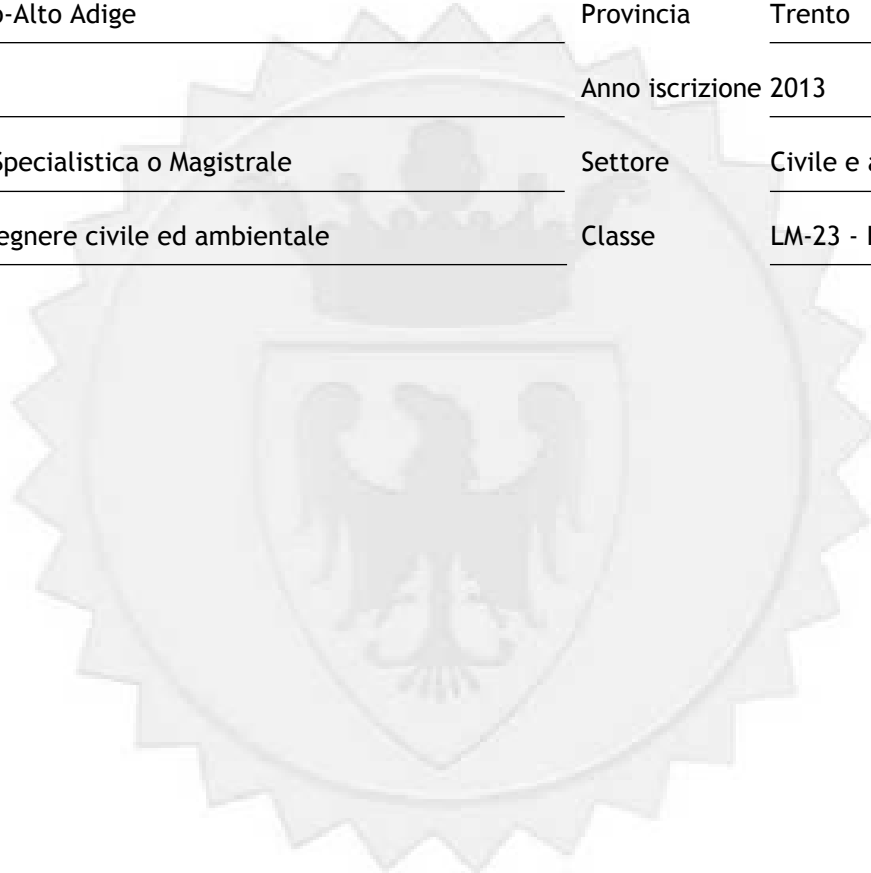 o-Alto Adige Provincia Trento
Anno iscrizione 2013
Specialistica o Magistrale Settore Civile e a
egnere civile ed ambientale Classe LM-23 -